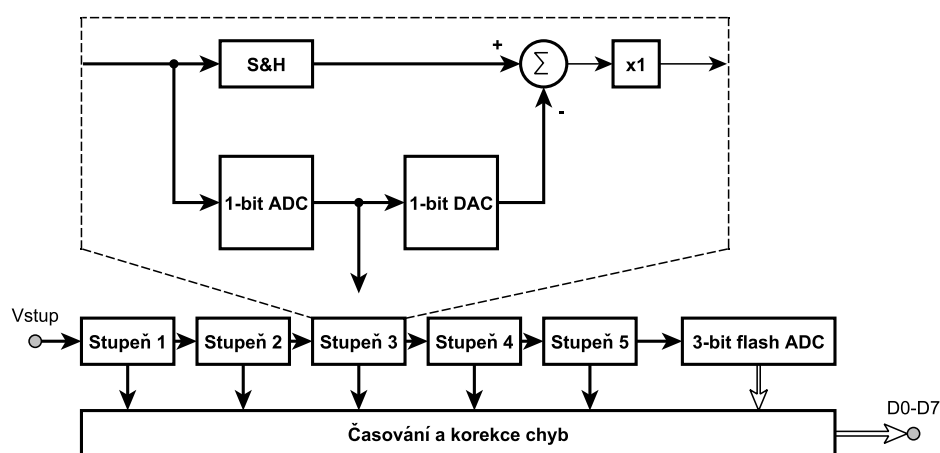 S&H
+
∑
x1
-
1-bit ADC
1-bit DAC
Vstup
Stupeň 1
Stupeň 2
Stupeň 3
Stupeň 4
Stupeň 5
3-bit flash ADC
D0-D7
Časování a korekce chyb